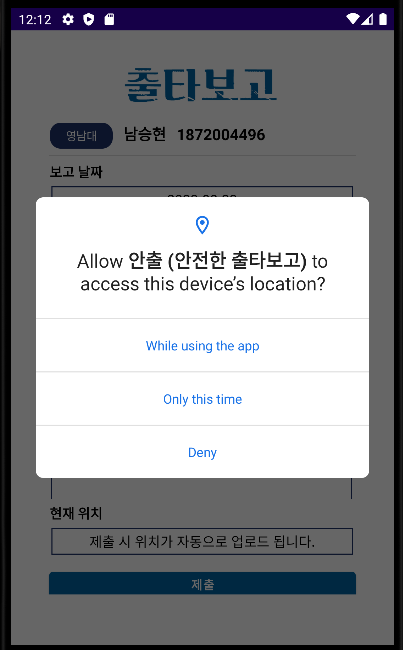 12:12
출타보고
영남대 남승현 1872004496
보고 날짜
Allow 안출 (안전한 출타보고) to
access this device's location?
While using the app
Only this time
Deny
현재 위치
제출 시 위치가 자동으로 업로드 됩니다.
제출